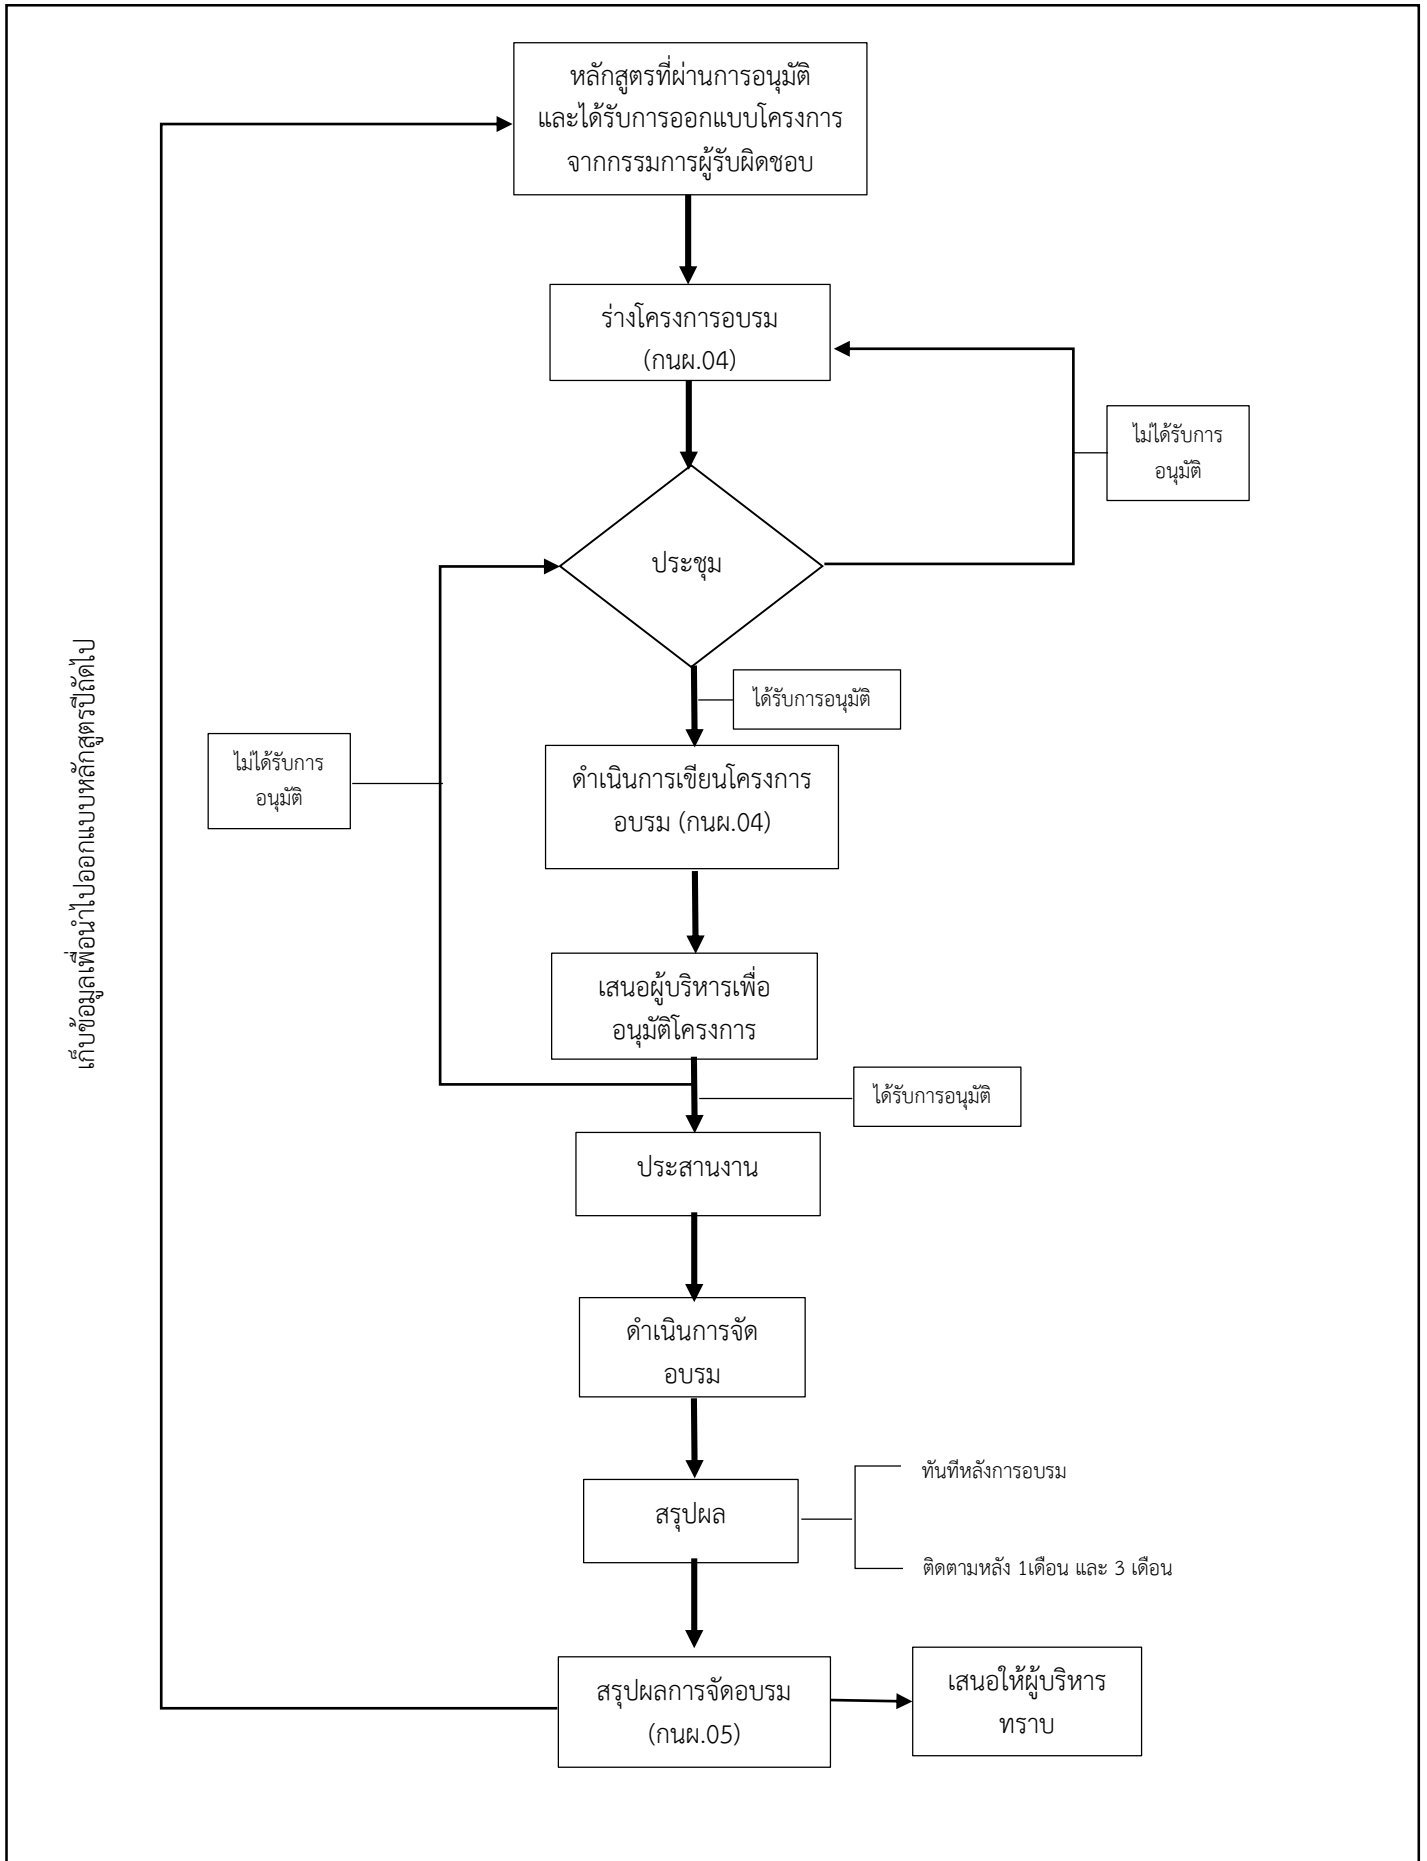 หลักสูตรที่ผ่านการอนุมัติ
และได้รับการออกแบบโครงการ
จากกรรมการผู้รับผิดชอบ
ร่างโครงการอบรม
(กนผ.04)
ไม่ได้รับการ
อนุมัติ
ประชุม
ได้รับการอนุมัติ
ไม่ได้รับการ
อนุมัติ
ดำเนินการเขียนโครงการ
อบรม (กนผ.04)
เก็บข้อมูลเพื่อนำไปออกแบบหลักสูตรปีถัดไป
เสนอผู้บริหารเพื่อ
อนุมัติโครงการ
ได้รับการอนุมัติ
ประสานงาน
ดำเนินการจัด
อบรม
สรุปผล
ทันทีหลังการอบรม
ติดตามหลัง 1เดือน และ 3 เดือน
สรุปผลการจัดอบรม
(กนผ.05)
เสนอให้ผู้บริหาร
ทราบ